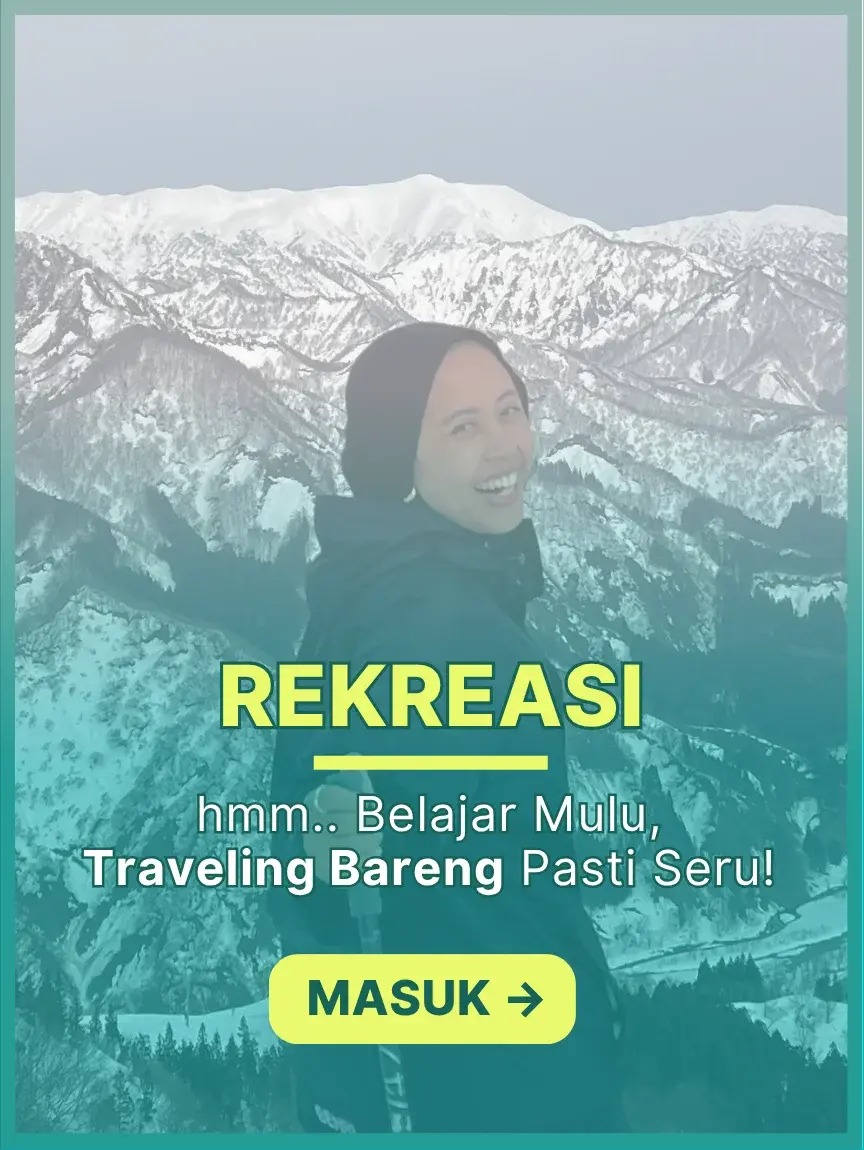 REKREASI
hmm.. Belajar Mulu,
Traveling Bareng Pasti Seru!
MASUK →